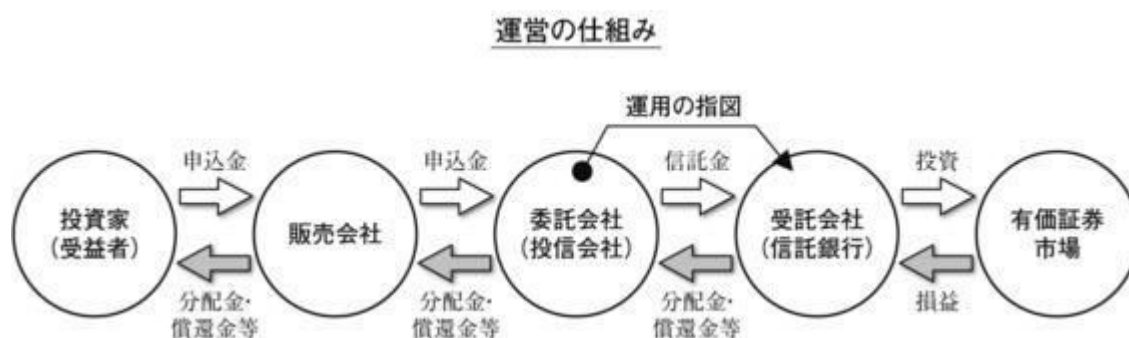 運営の仕組み
運用の指図
申込金
申込金
信託金
投資
投資家
(受益者)
販売会社
委託会社
(投信会社)
受託会社
(信託銀行)
有価証券
市場
分配金・
償還金等
分配金・
償還金等
分配金・
償還金等
損益